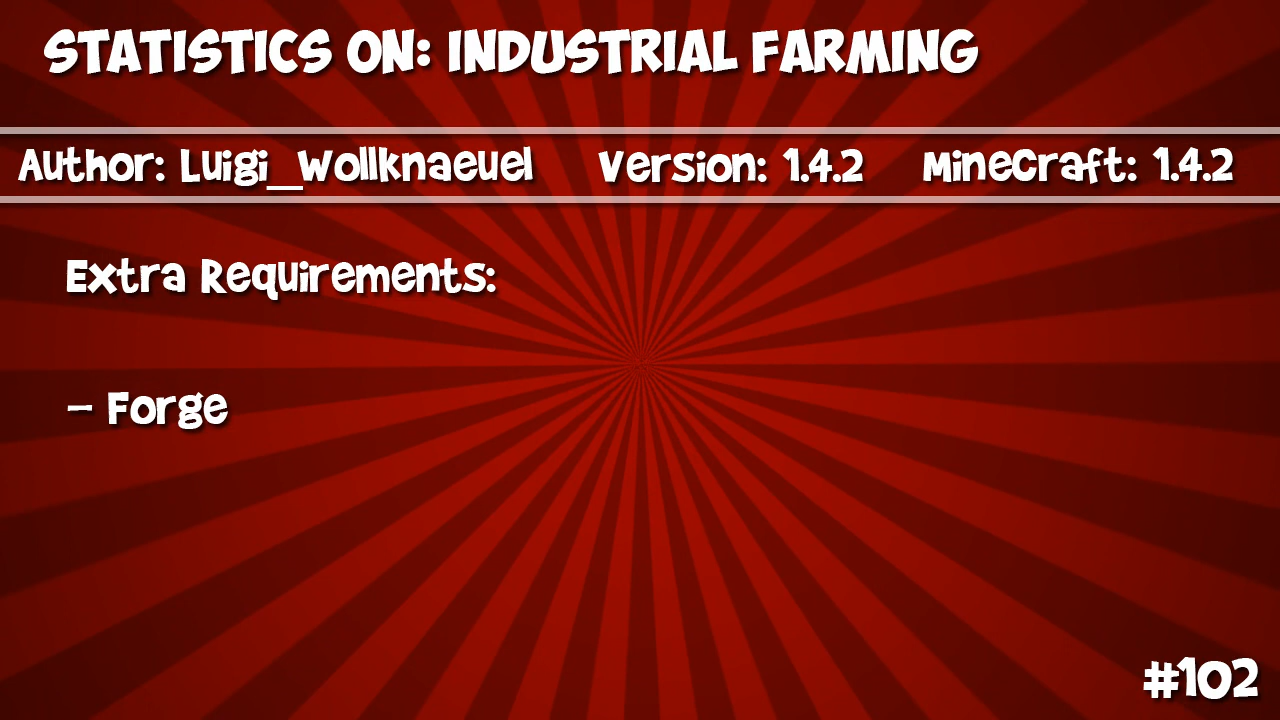 STATISTICS ON: INDUSTRIAL FARMING
Author: Luigi_Wollknaeuel Version: 1.4.2 MineCraft: 1.4.2
Extra Requirements:
- Forge
#102